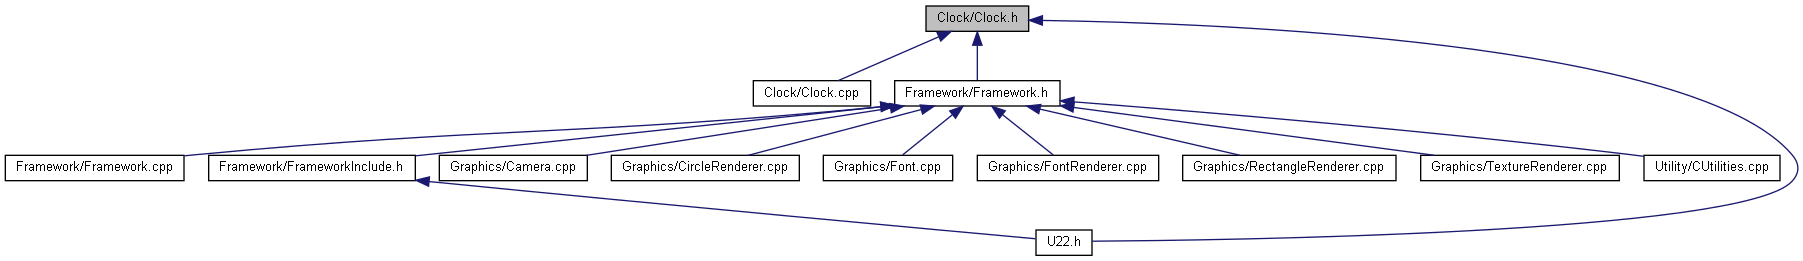 Clock/Clock.h
Clock/Clock.cpp
Framework/Framework.h
Framework/Framework.cpp
Framework/FrameworkInclude.h
Graphics/Camera.cpp
Graphics/CircleRenderer.cpp
Graphics/Font.cpp
Graphics/FontRenderer.cpp
Graphics/RectangleRenderer.cpp
Graphics/TextureRenderer.cpp
Utility/CUtilities.cpp
U22.h